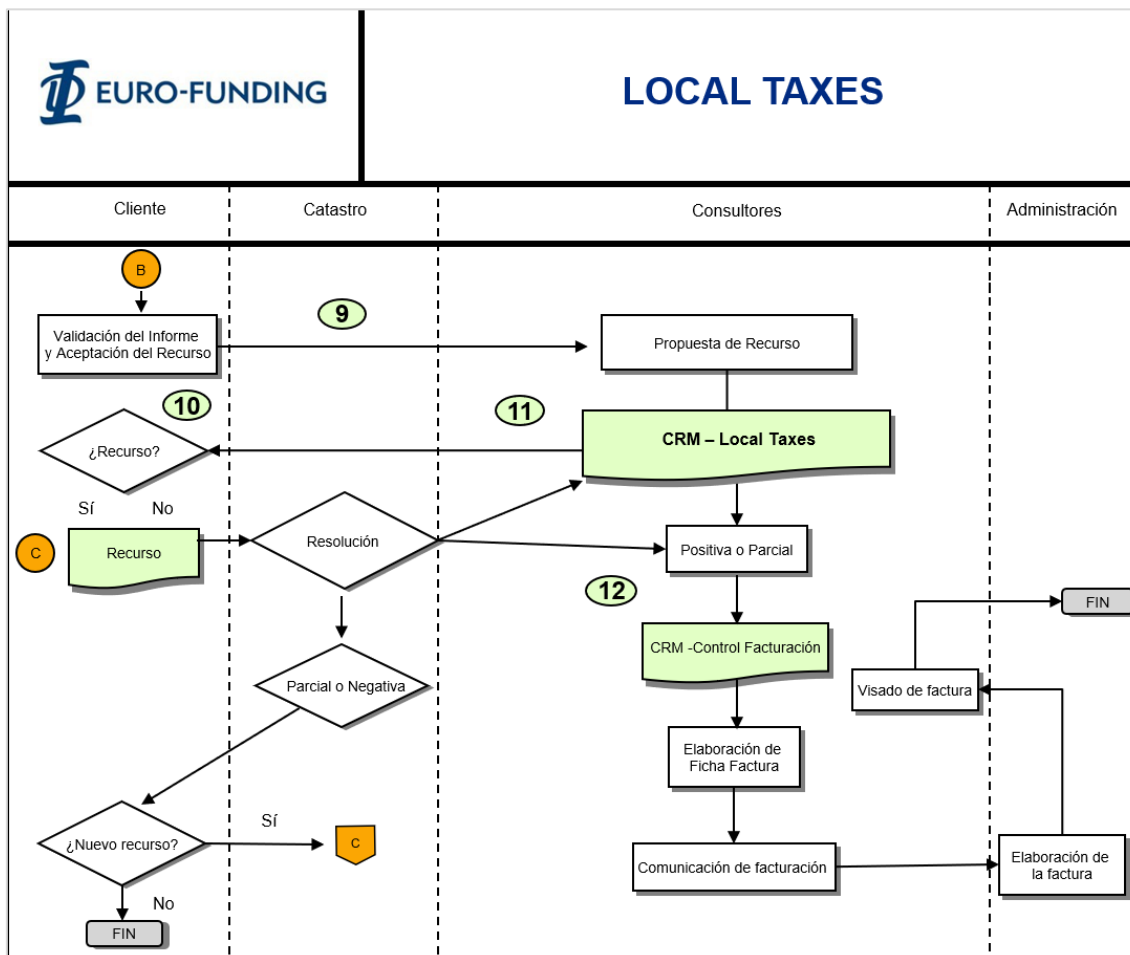 EURO-FUNDING
LOCAL TAXES
Cliente
Catastro
Consultores
Administración
B
9
Validación del Informe
y Aceptación del Recurso
Propuesta de Recurso
10
11
¿Recurso?
CRM – Local Taxes
Sí
No
C
Recurso
Resolución
Positiva o Parcial
12
FIN
CRM -Control Facturación
Parcial o Negativa
Visado de factura
Elaboración de
Ficha Factura
¿Nuevo recurso?
Sí
C
Comunicación de facturación
Elaboración de
la factura
No
FIN